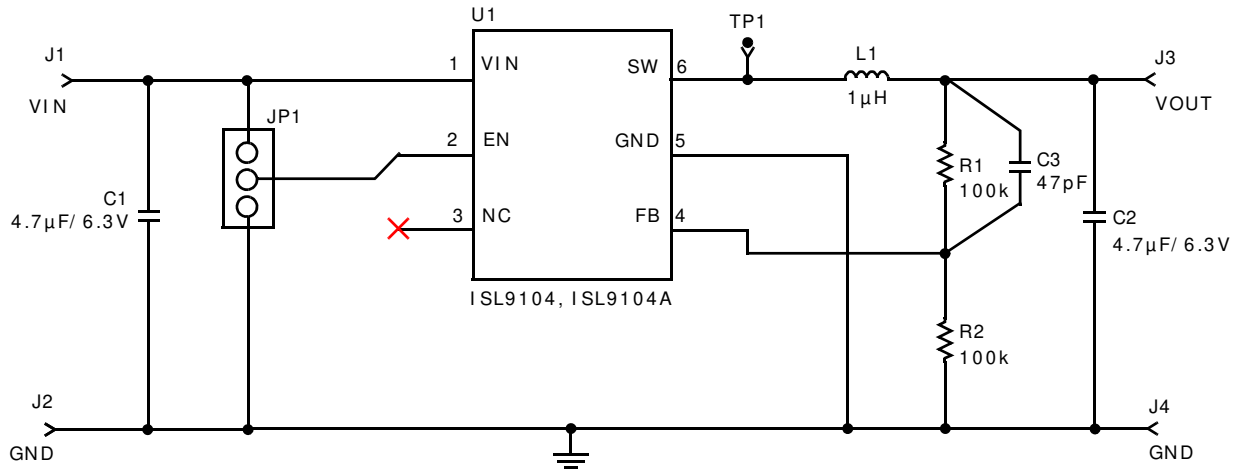 U1
TP1
J1
VIN
1
VIN
SW
6
L1
1µH
J3
VOUT
JP1
2
EN
GND
5
R1
100k
C3
47pF
C1
4.7µF/ 6.3V
3
NC
FB
4
C2
4.7µF/ 6.3V
ISL9104, ISL9104A
R2
100k
J2
GND
J4
GND